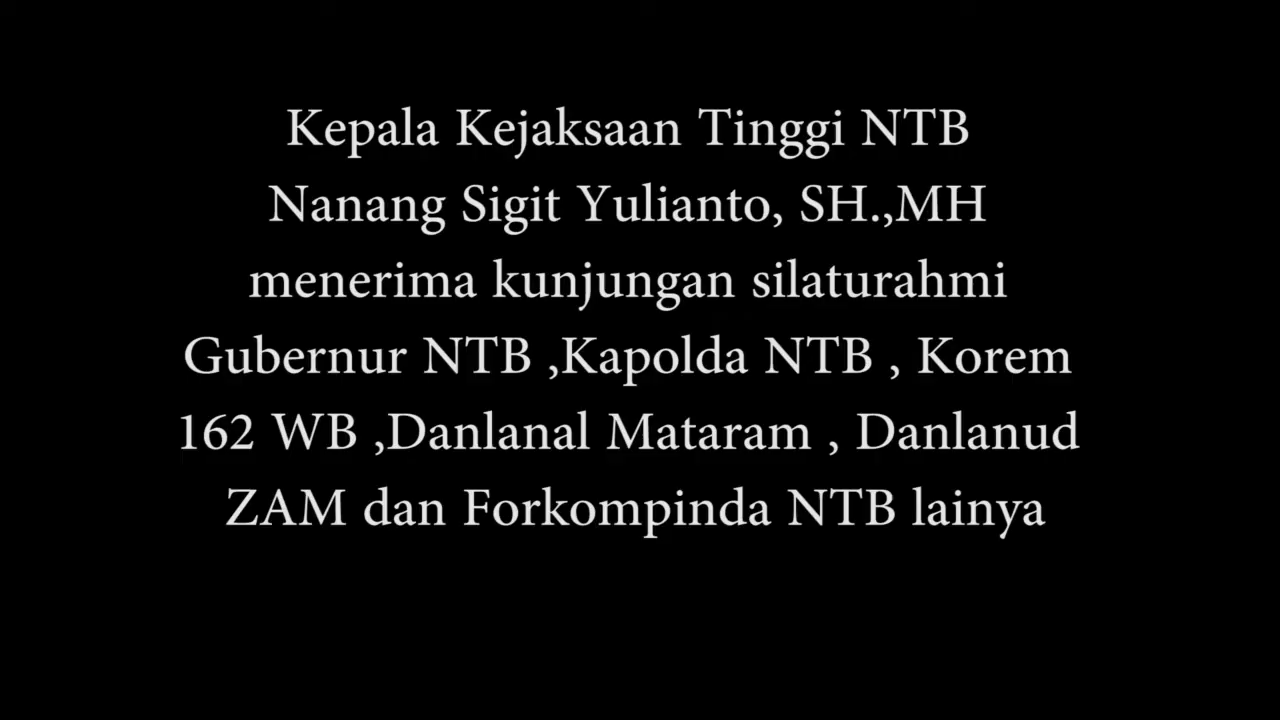 Kepala Kejaksaan Tinggi NTB
Nanang Sigit Yulianto, SH.,MH
menerima kunjungan silaturahmi
Gubernur NTB ,Kapolda NTB , Korem
162 WB ,Danlanal Mataram , Danlanud
ZAM dan Forkompinda NTB lainya